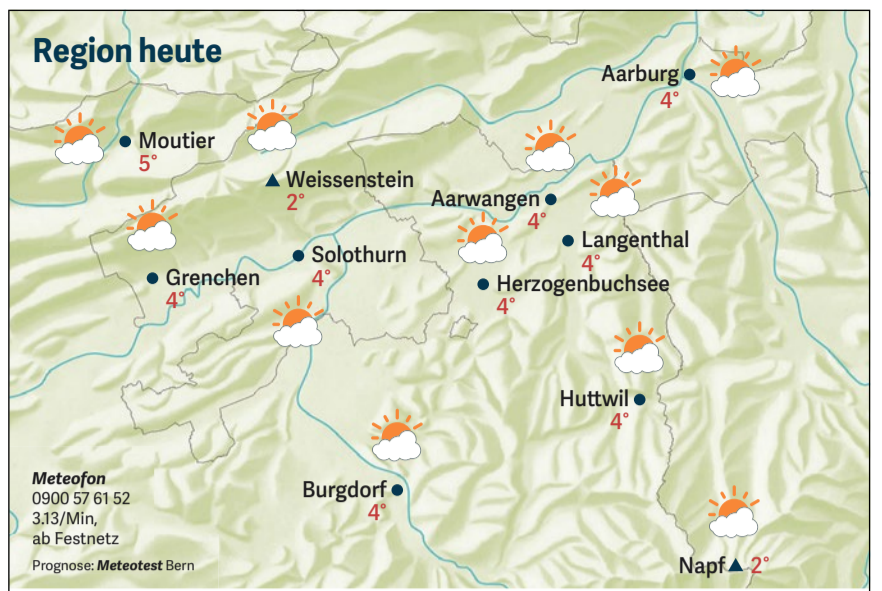 Region heute
Aarburg
4°
Moutier
5°
Weissenstein
2°
Aarwangen
4°
Langenthal
4°
Solothurn
4°
Grenchen
4°
Herzogenbuchsee
4°
Huttwil
4°
Burgdorf
4°
Napf 2°
Meteofon
0900 57 61 52
3.13/Min,
ab Festnetz
Prognose: Meteotest Bern